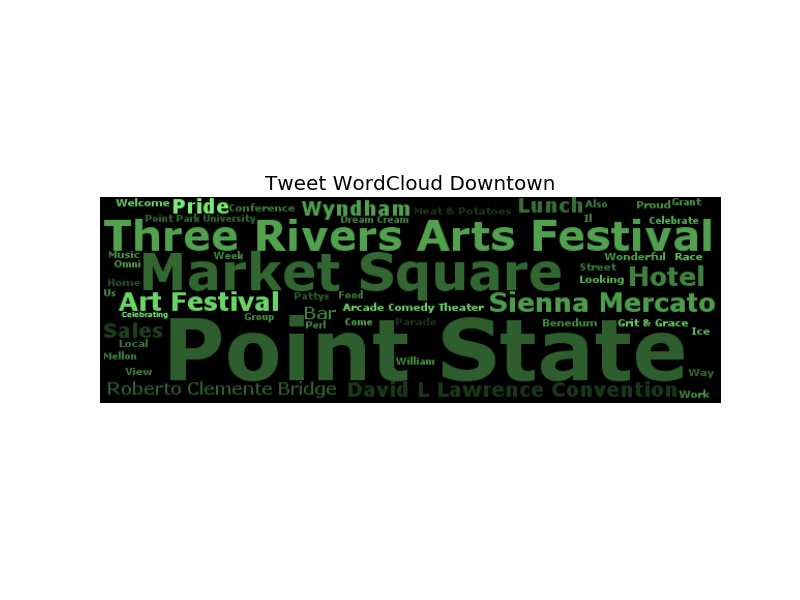 Tweet WordCloud Downtown
Welcome Pride Conference Wyndham Meat & Potatoes Lunch Also Proud Grant
Point Park University Dream Cream Il Celebrate
Three Rivers Arts Festival
Music Week Wonderful Race
Omni Market Square Street Hotel
Home Looking
Us Art Festival Pattys Food Sienna Mercato
Celebrating Group Bar Arcade Comedy Theater
Sales Perl Come Parade Benedum Grit & Grace Ice
Local Point State
Mellon William
View Way
Roberto Clemente Bridge David L Lawrence Convention Work